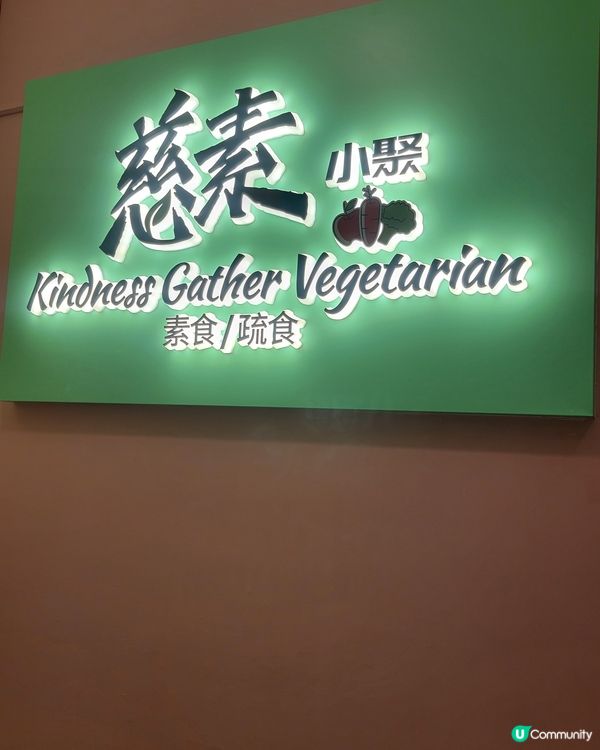 慈素 小聚
Kindness Gather Vegetarian
素食/疏食
U Community